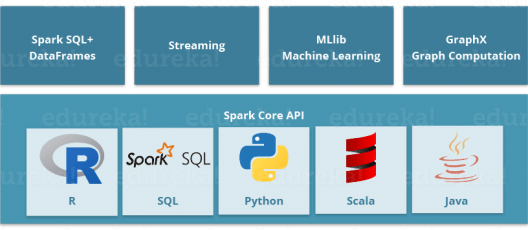 Spark SQL+
DataFrames
Streaming
MLlib
Machine Learning
GraphX
Graph Computation
edureka!
Spark Core API
R
Spark SQL
R
SQL
Python
Scala
Java